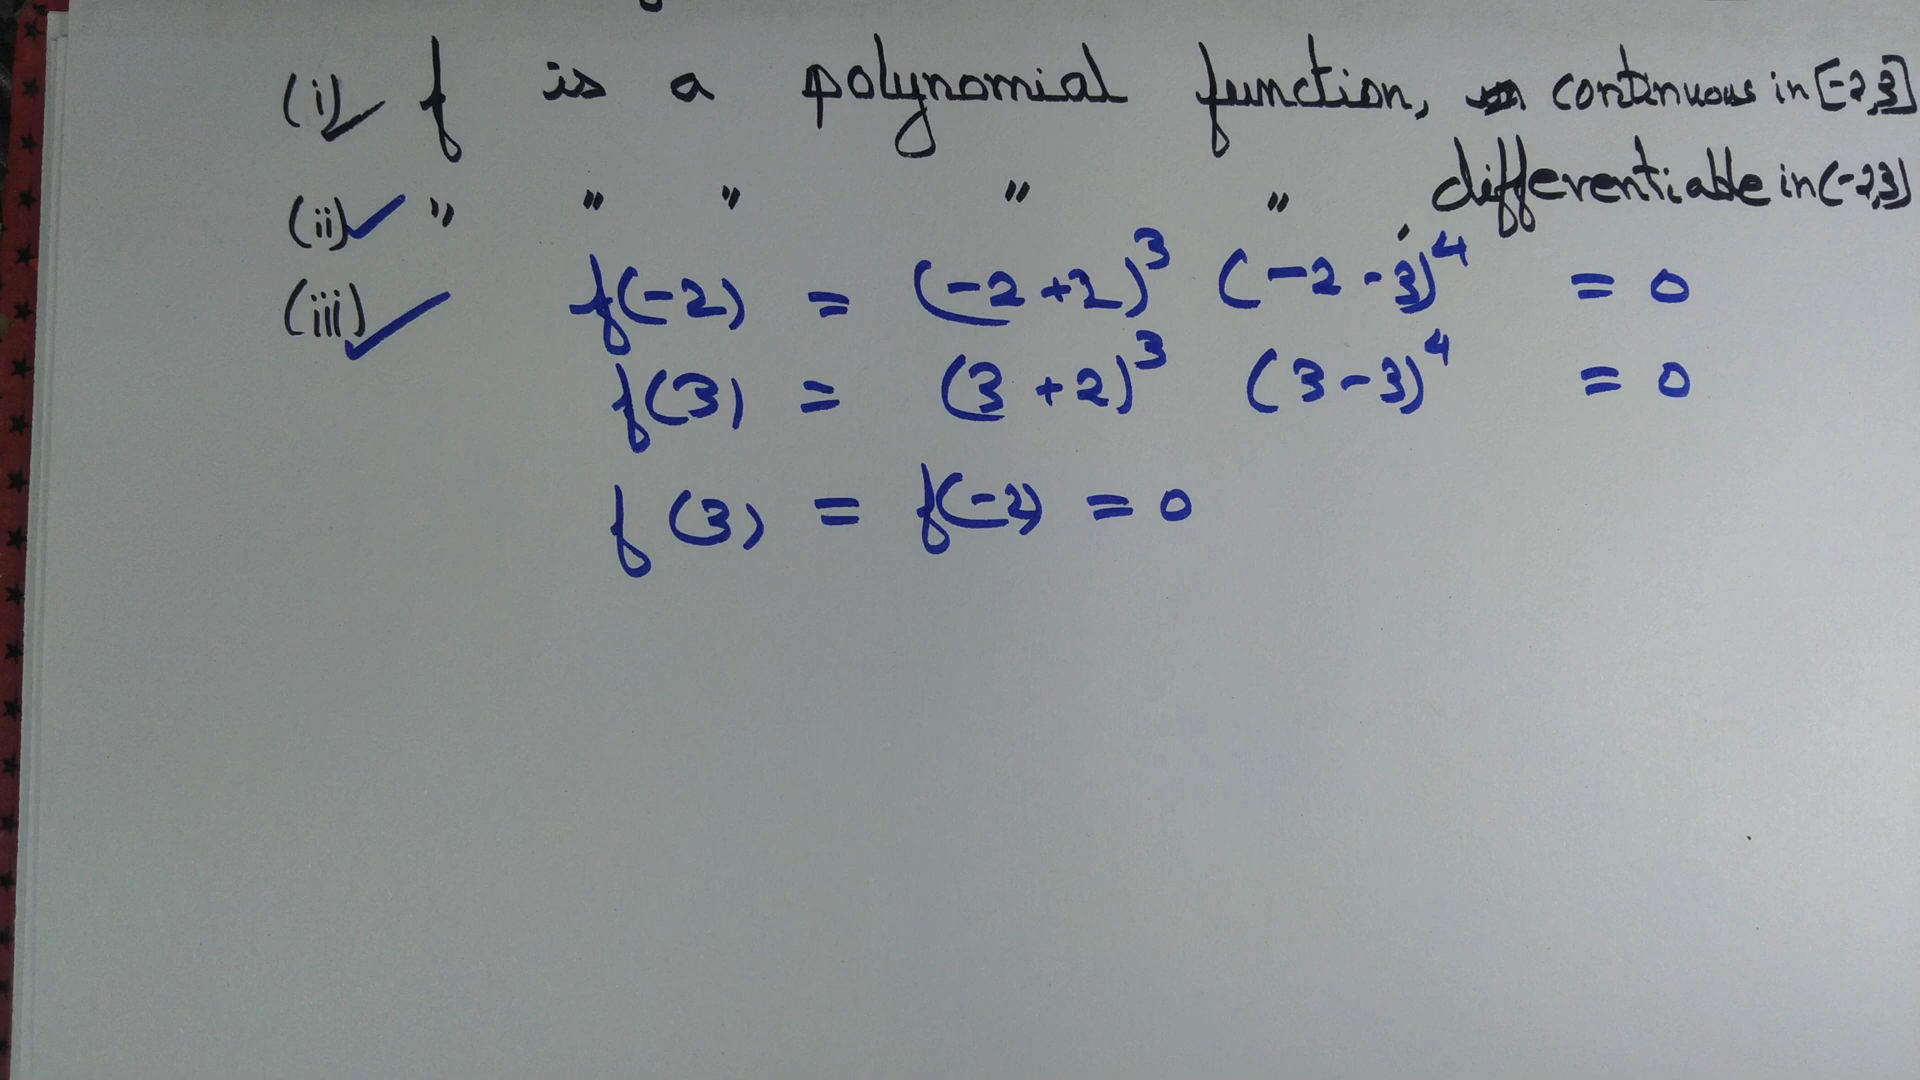 (i) ✓ f is a polynomial function, continuous in [-2,3]
(ii) ✓ " " " " " , differentiable in (-2,3)
(iii) ✓ f(-2) = (-2+2)³ (-2-3)⁴ = 0
f(3) = (3+2)³ (3-3)⁴ = 0
f(3) = f(-2) = 0